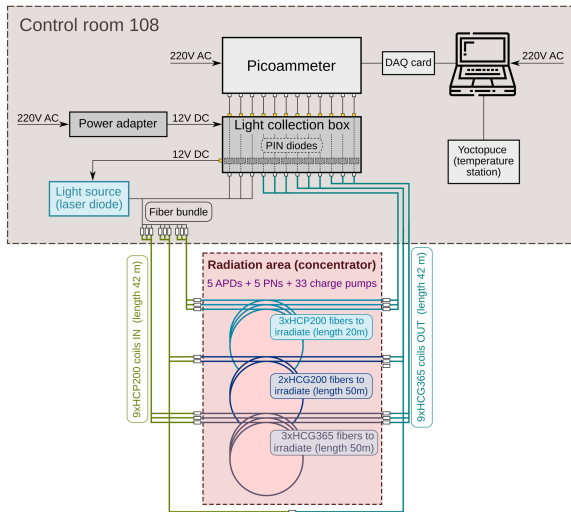 Control room 108
220V AC
Picoammeter
DAQ card
220V AC
220V AC
Power adapter
12V DC
Light collection box
PIN diodes
12V DC
Yoctopuce
(temperature
station)
Light source
(laser diode)
Fiber bundle
Radiation area (concentrator)
5 APDs + 5 PNs + 33 charge pumps
9xHCP200 coils IN (length 42 m)
3xHCP200 fibers to
irradiate (length 20m)
2xHCG200 fibers to
irradiate (length 50m)
3xHCG365 fibers to
irradiate (length 50m)
9xHCG365 coils OUT (length 42 m)